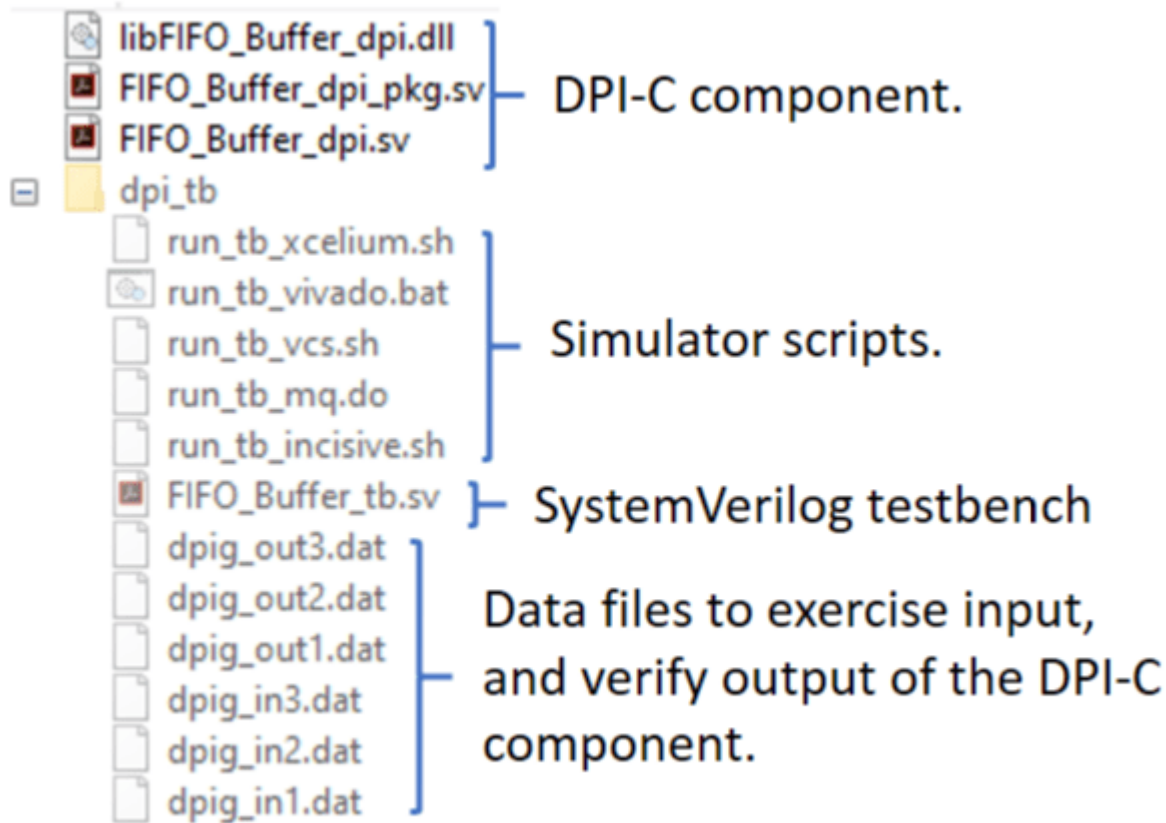 libFIFO_Buffer_dpi.dll
FIFO_Buffer_dpi_pkg.sv
FIFO_Buffer_dpi.sv
DPI-C component.
dpi_tb
run_tb_xcelium.sh
run_tb_vivado.bat
run_tb_vcs.sh
run_tb_mq.do
run_tb_incisive.sh
Simulator scripts.
FIFO_Buffer_tb.sv
SystemVerilog testbench
dpig_out3.dat
dpig_out2.dat
dpig_out1.dat
dpig_in3.dat
dpig_in2.dat
dpig_in1.dat
Data files to exercise input,
and verify output of the DPI-C
component.